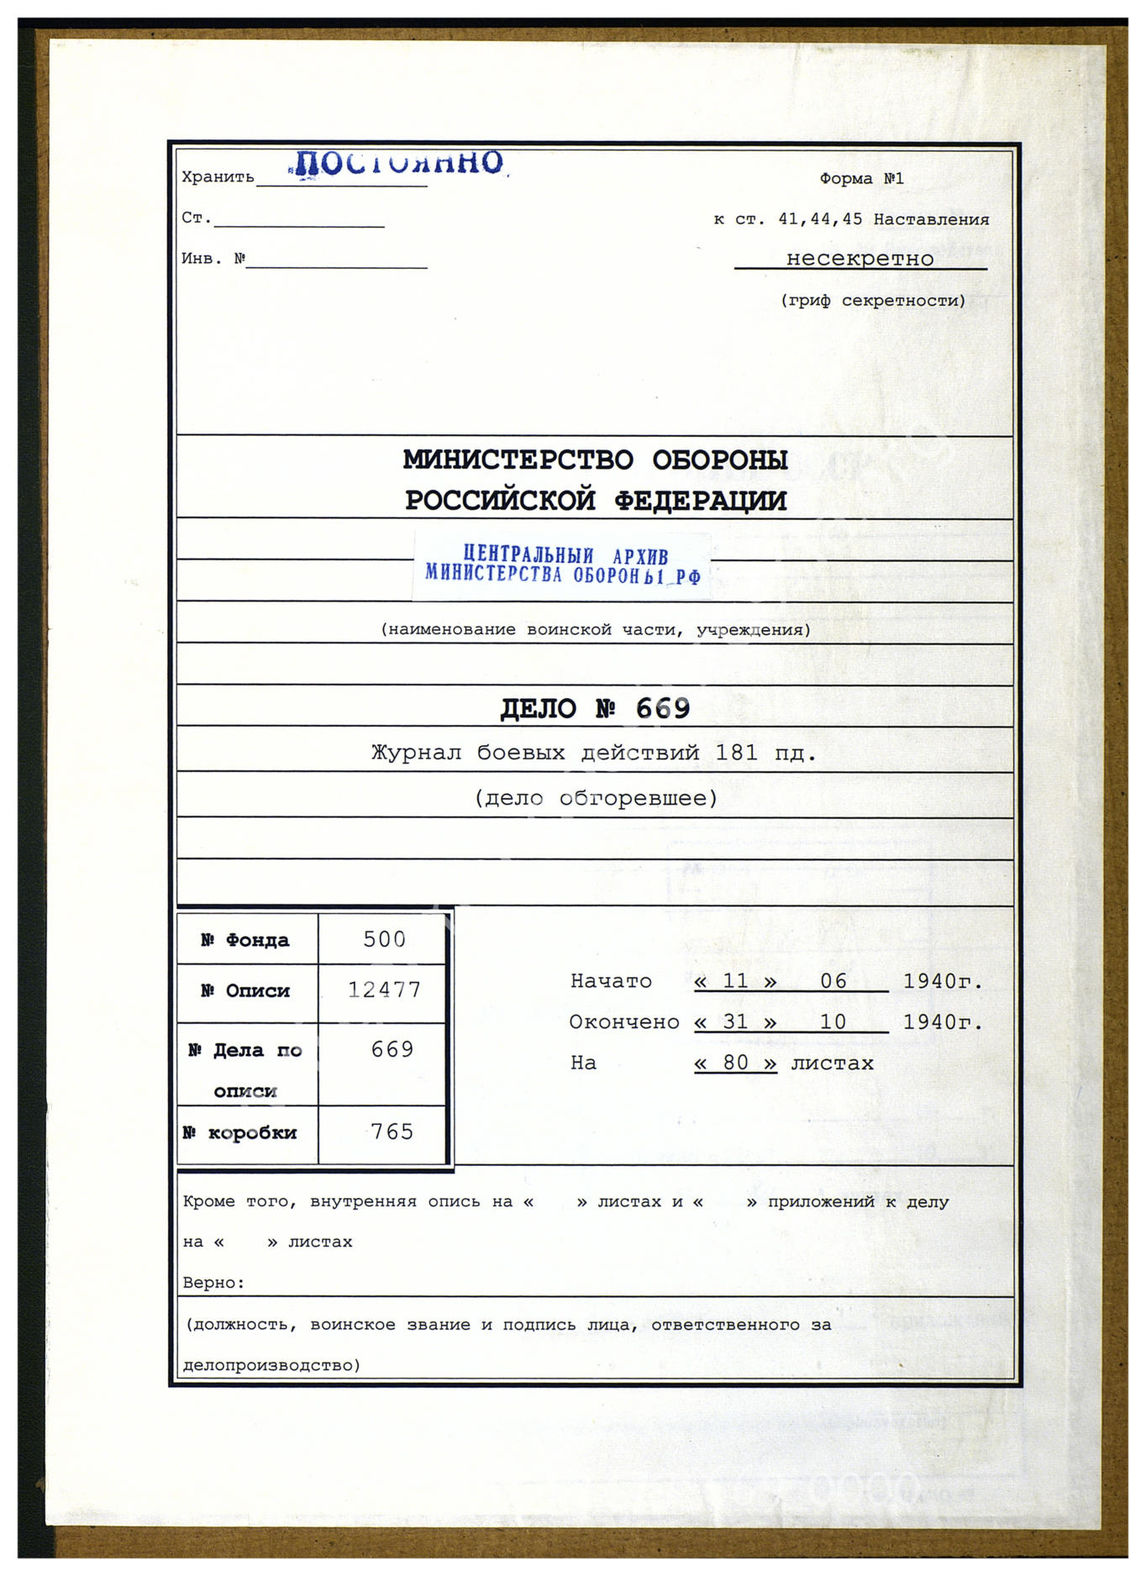 Хранить "ПОСТОЯННО
Форма №1
Ст.
к ст. 41,44,45 Наставления
Инв. №
несекретно
(гриф секретности)
МИНИСТЕРСТВО ОБОРОНЫ
РОССИЙСКОЙ ФЕДЕРАЦИИ
ЦЕНТРАЛЬНЫЙ АРХИВ
МИНИСТЕРСТВА ОБОРОНЫ РФ
(наименование воинской части, учреждения)
ДЕЛО № 669
Журнал боевых действий 181 пд.
(дело обгоревшее)
№ Фонда 500
№ Описи 12477
№ Дела по 669
описи
№ коробки 765
Начато « 11 » 06 1940г.
Окончено « 31 » 10 1940г.
На « 80 » листах
Кроме того, внутренняя опись на « » листах и « » приложений к делу
на « » листах
Верно:
(должность, воинское звание и подпись лица, ответственного за
делопроизводство)